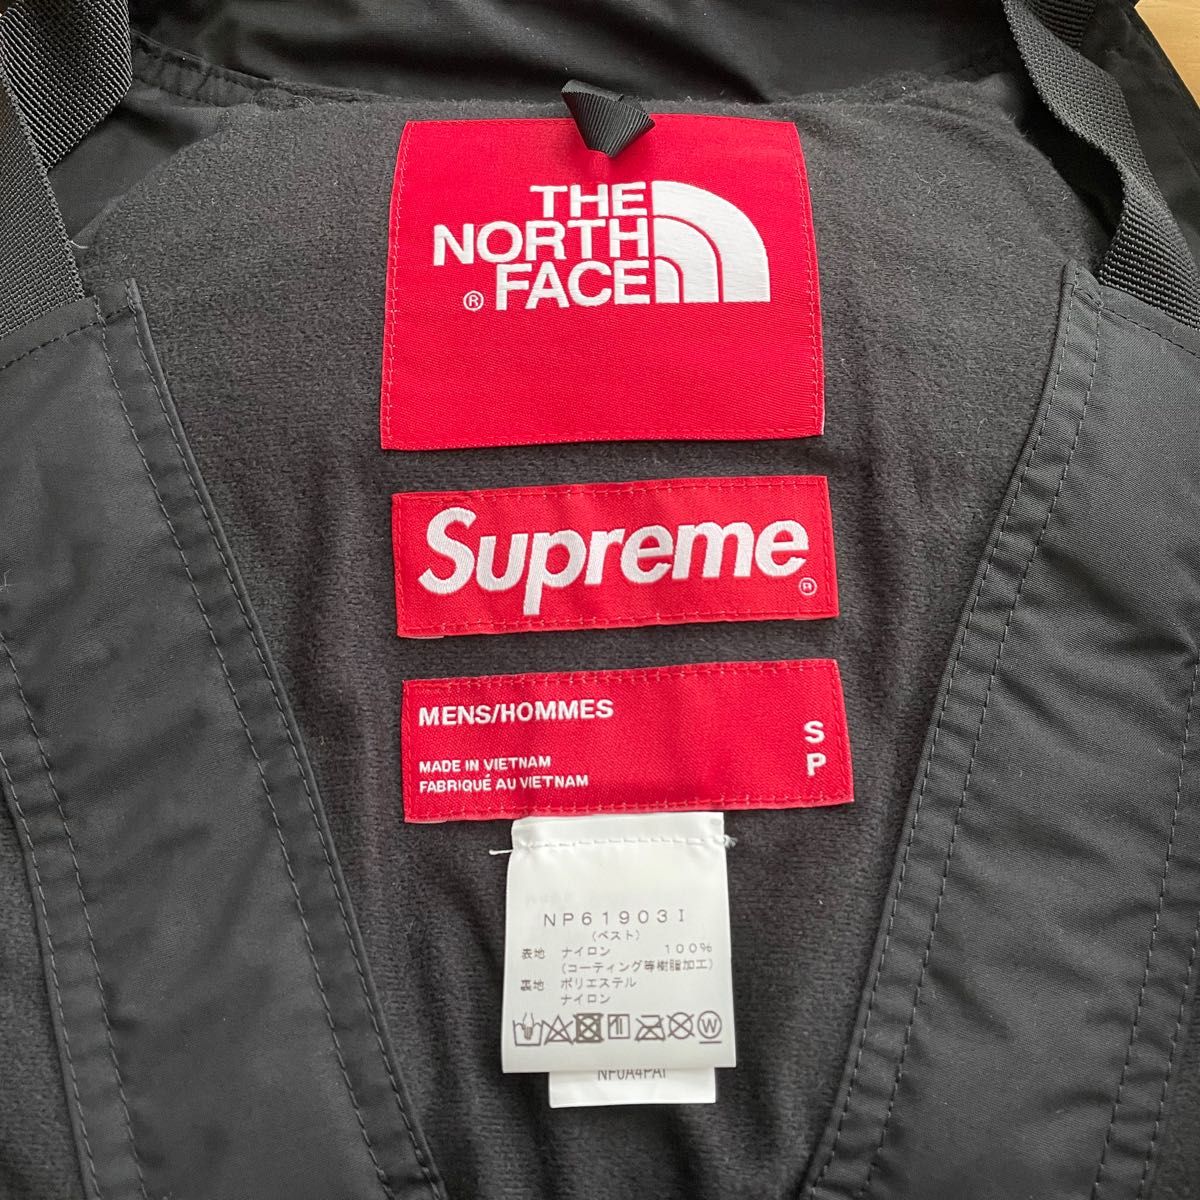 THE
NORTH
® FACE
Supreme
®
MENS/HOMMES
MADE IN VIETNAM
FABRIQUÉ AU VIETNAM
S
P
NP61903I
(ベスト)
表地 ナイロン 100%
(コーティング等樹脂加工)
裏地 ポリエステル
ナイロン
W